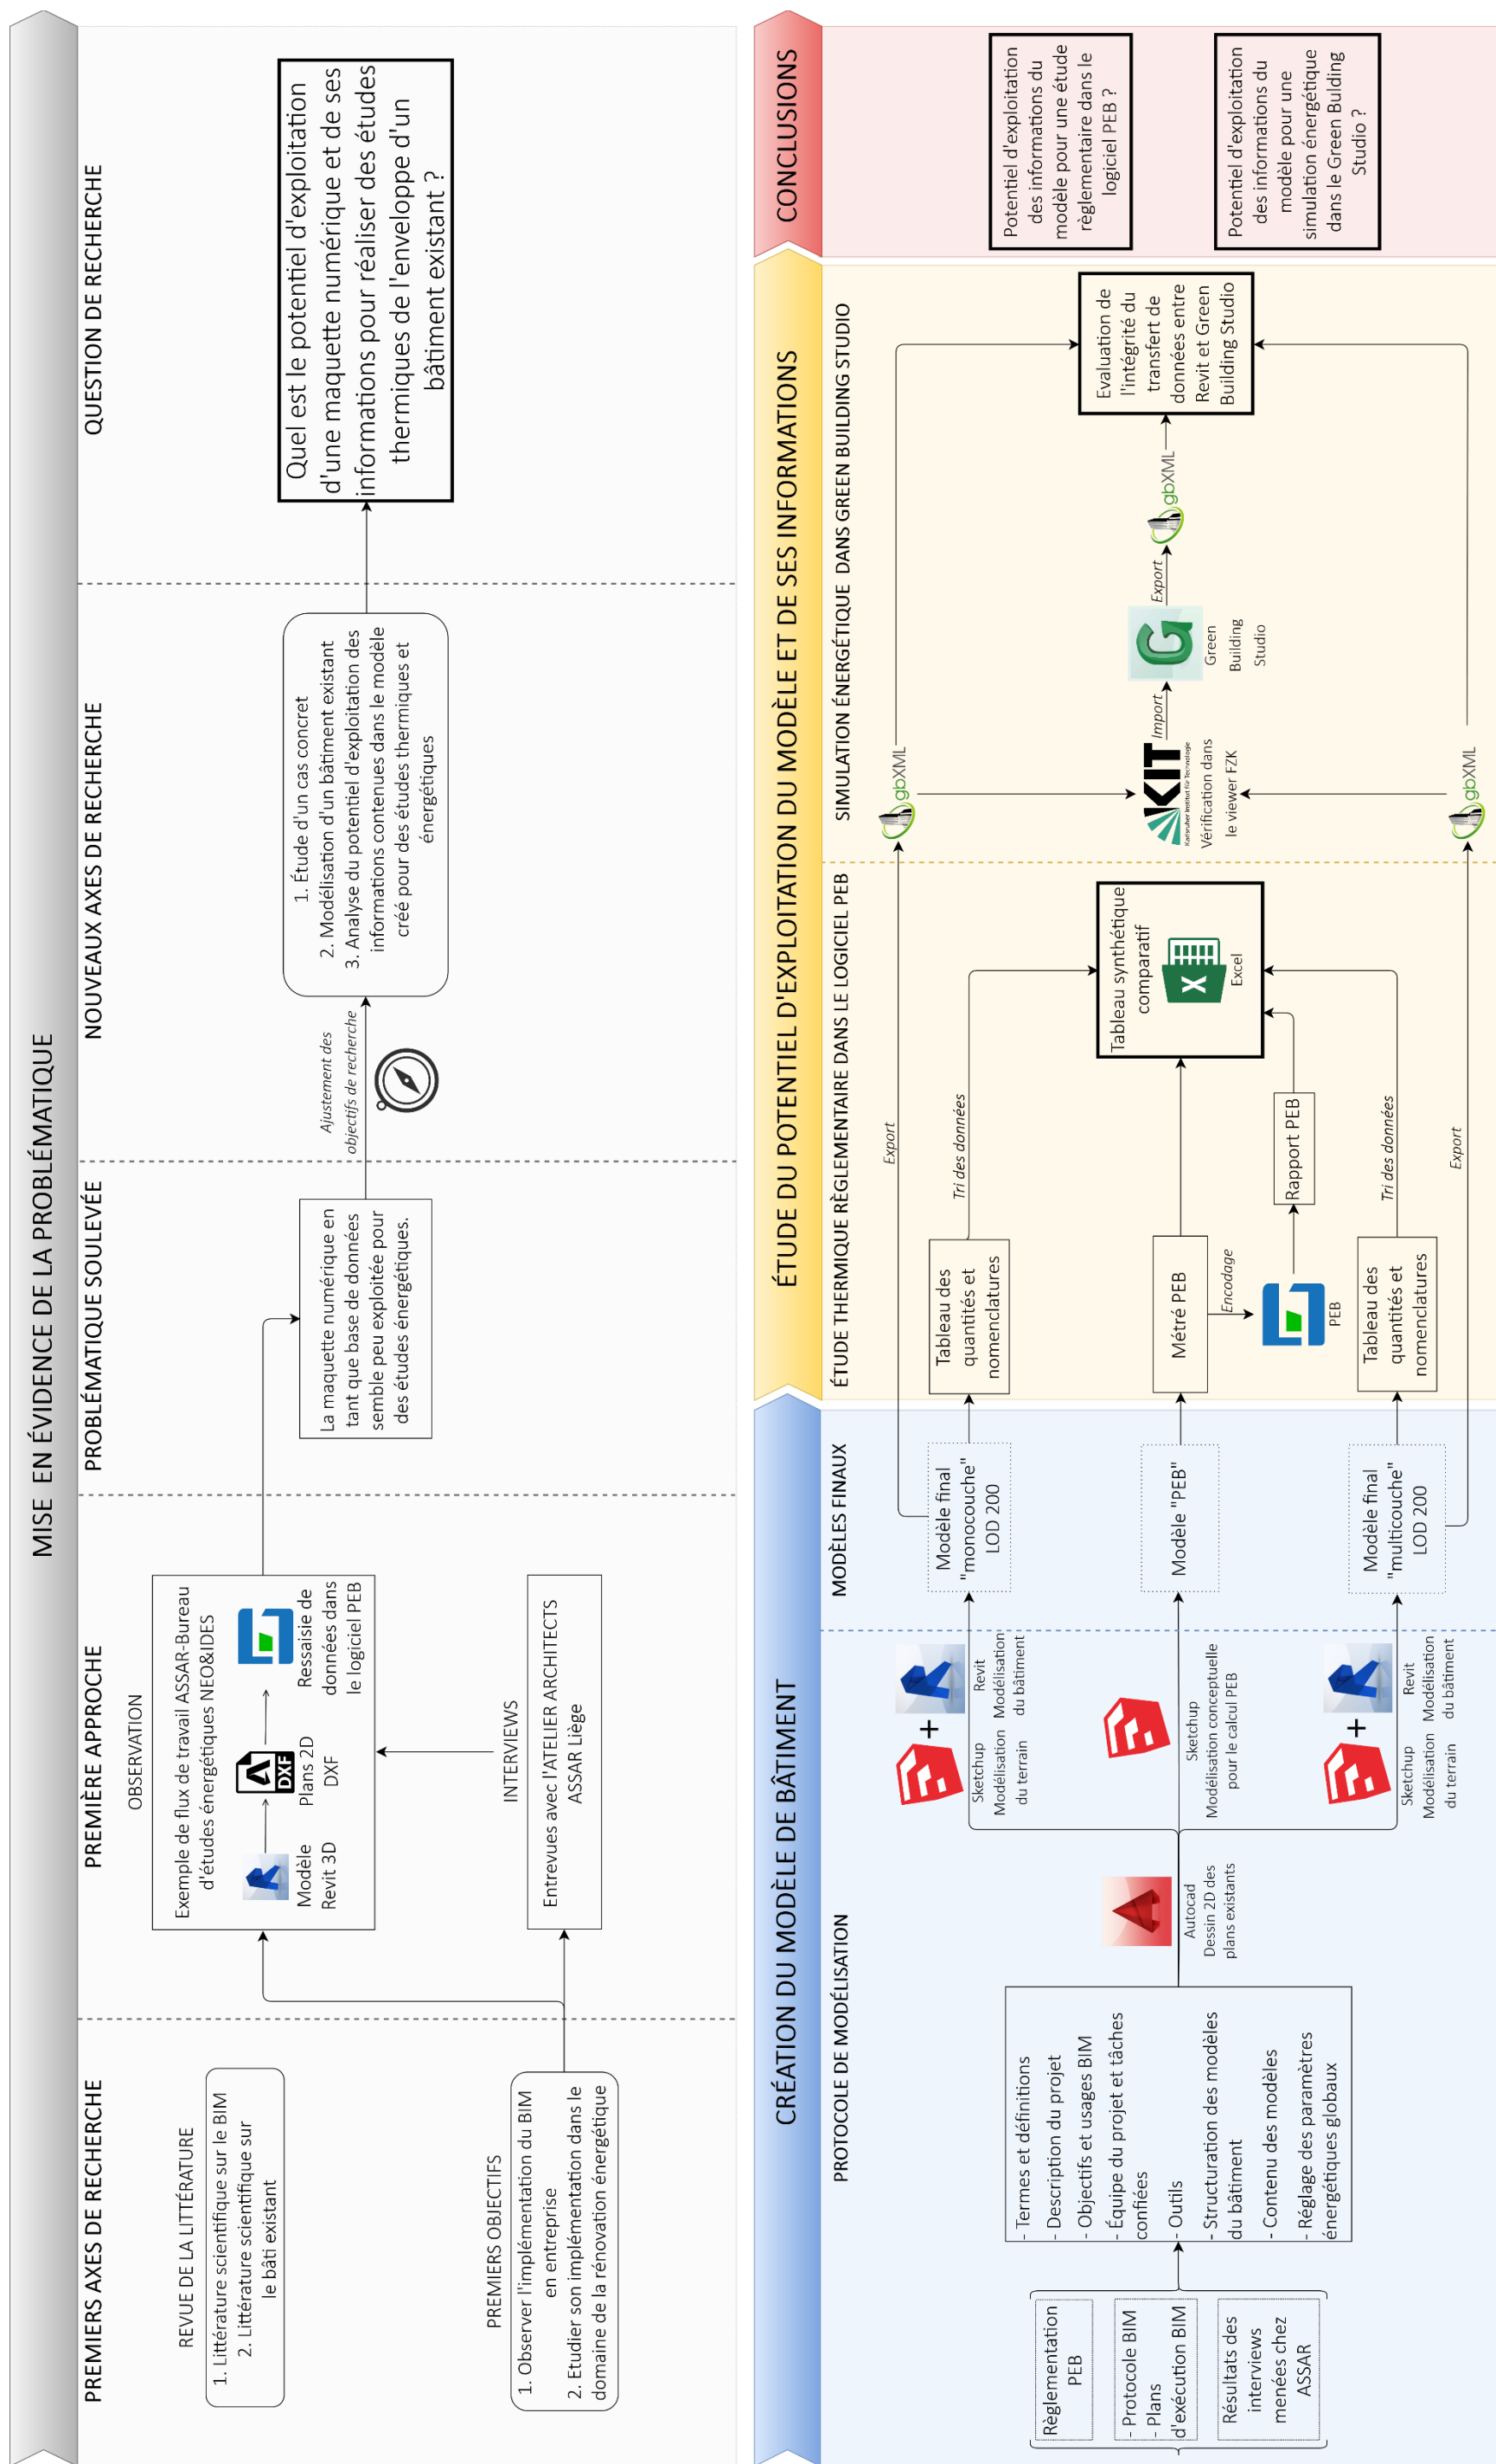 MISE EN ÉVIDENCE DE LA PROBLÉMATIQUE
PREMIERS AXES DE RECHERCHE
REVUE DE LA LITTÉRATURE
1. Littérature scientifique sur le BIM
2. Littérature scientifique sur
le bâti existant
PREMIERS OBJECTIFS
1. Observer l'implémentation du BIM
en entreprise
2. Etudier son implémentation dans le
domaine de la rénovation énergétique
PREMIÈRE APPROCHE
OBSERVATION
Exemple de flux de travail ASSAR-Bureau
d'études énergétiques NEO&IDES
Modèle
Revit 3D
DXF
Plans 2D
DXF
Ressaisie de
données dans
le logiciel PEB
INTERVIEWS
Entrevues avec l'ATELIER ARCHITECTS
ASSAR Liège
PROBLÉMATIQUE SOULEVÉE
La maquette numérique en
tant que base de données
semble peu exploitée pour
des études énergétiques.
Ajustement des
objectifs de recherche
NOUVEAUX AXES DE RECHERCHE
1. Étude d'un cas concret
2. Modélisation d'un bâtiment existant
3. Analyse du potentiel d'exploitation des
informations contenues dans le modèle
créé pour des études thermiques et
énergétiques
QUESTION DE RECHERCHE
Quel est le potentiel d'exploitation
d'une maquette numérique et de ses
informations pour réaliser des études
thermiques de l'enveloppe d'un
bâtiment existant ?
CRÉATION DU MODÈLE DE BÂTIMENT
PROTOCOLE DE MODÉLISATION
Règlementation
PEB
- Protocole BIM
- Plans
d'exécution BIM
Résultats des
interviews
menées chez
ASSAR
- Termes et définitions
- Description du projet
- Objectifs et usages BIM
- Équipe du projet et tâches
confiées
- Outils
- Structuration des modèles
du bâtiment
- Contenu des modèles
- Réglage des paramètres
énergétiques globaux
Autocad
Dessin 2D des
plans existants
+
Sketchup
Modélisation
du terrain
Revit
Modélisation
du bâtiment
Sketchup
Modélisation conceptuelle
pour le calcul PEB
+
Sketchup
Modélisation
du terrain
Revit
Modélisation
du bâtiment
MODÈLES FINAUX
Modèle final
"monocouche"
LOD 200
Modèle "PEB"
Modèle final
"multicouche"
LOD 200
ÉTUDE DU POTENTIEL D'EXPLOITATION DU MODÈLE ET DE SES INFORMATIONS
ÉTUDE THERMIQUE RÈGLEMENTAIRE DANS LE LOGICIEL PEB
Export
Tableau des
quantités et
nomenclatures
Tri des données
Métré PEB
Encodage
PEB
Rapport PEB
Tableau des
quantités et
nomenclatures
Tri des données
Export
Tableau synthétique
comparatif
X
Excel
SIMULATION ÉNERGÉTIQUE DANS GREEN BUILDING STUDIO
gbXML
KIT
Karlsruher Institut für Technologie
Vérification dans
le viewer FZK
Import
G
Green
Building
Studio
Export
gbXML
gbXML
Evaluation de
l'intégrité du
transfert de
données entre
Revit et Green
Building Studio
CONCLUSIONS
Potentiel d'exploitation
des informations du
modèle pour une étude
règlementaire dans le
logiciel PEB ?
Potentiel d'exploitation
des informations du
modèle pour une
simulation énergétique
dans le Green Bulding
Studio ?